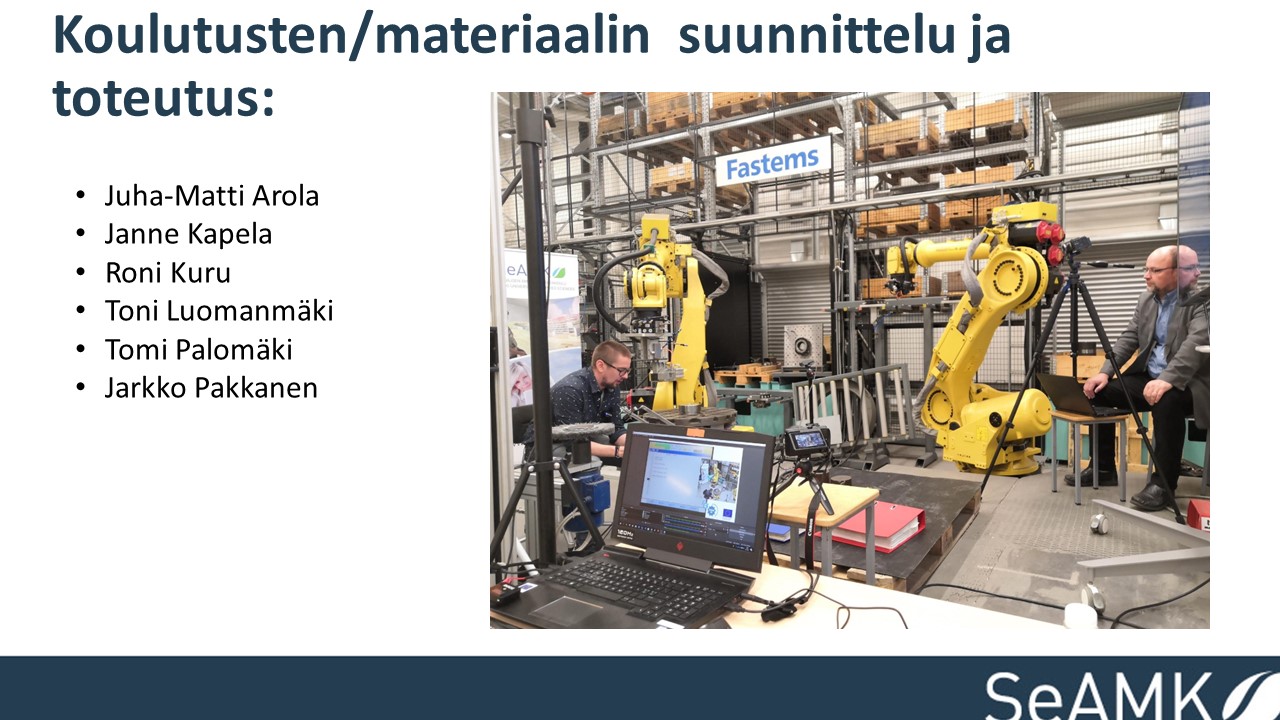 Koulutusten/materiaalin suunnittelu ja
toteutus:
• Juha-Matti Arola
• Janne Kapela
• Roni Kuru
• Toni Luomanmäki
• Tomi Palomäki
• Jarkko Pakkanen
Fastems
SeAMK
SeAMK